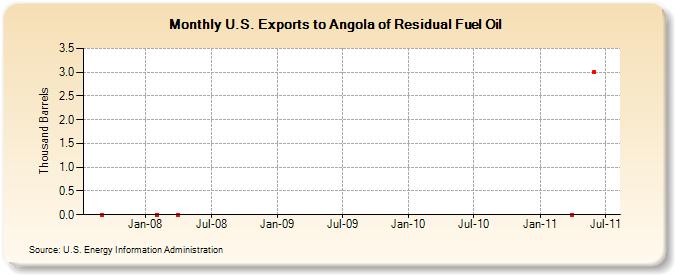 Monthly U.S. Exports to Angola of Residual Fuel Oil
Thousand Barrels
3.5
3.0
2.5
2.0
1.5
1.0
0.5
0.0
Jan-08 Jul-08 Jan-09 Jul-09 Jan-10 Jul-10 Jan-11 Jul-11
Source: U.S. Energy Information Administration